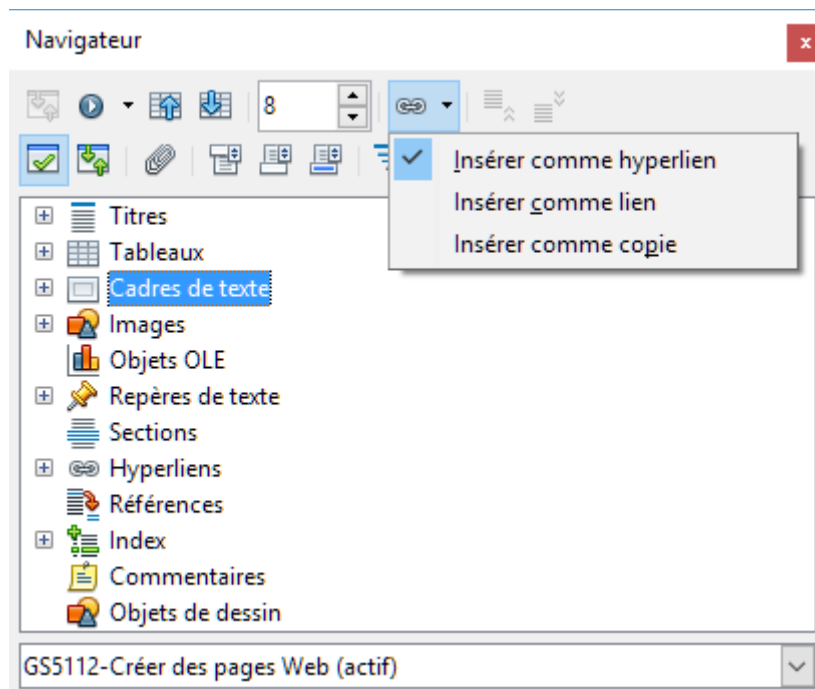 Navigateur
x
8
Insérer comme hyperlien
Insérer comme lien
Insérer comme copie
Titres
Tableaux
Cadres de texte
Images
Objets OLE
Repères de texte
Sections
Hyperliens
Références
Index
Commentaires
Objets de dessin
GS5112-Créer des pages Web (actif)